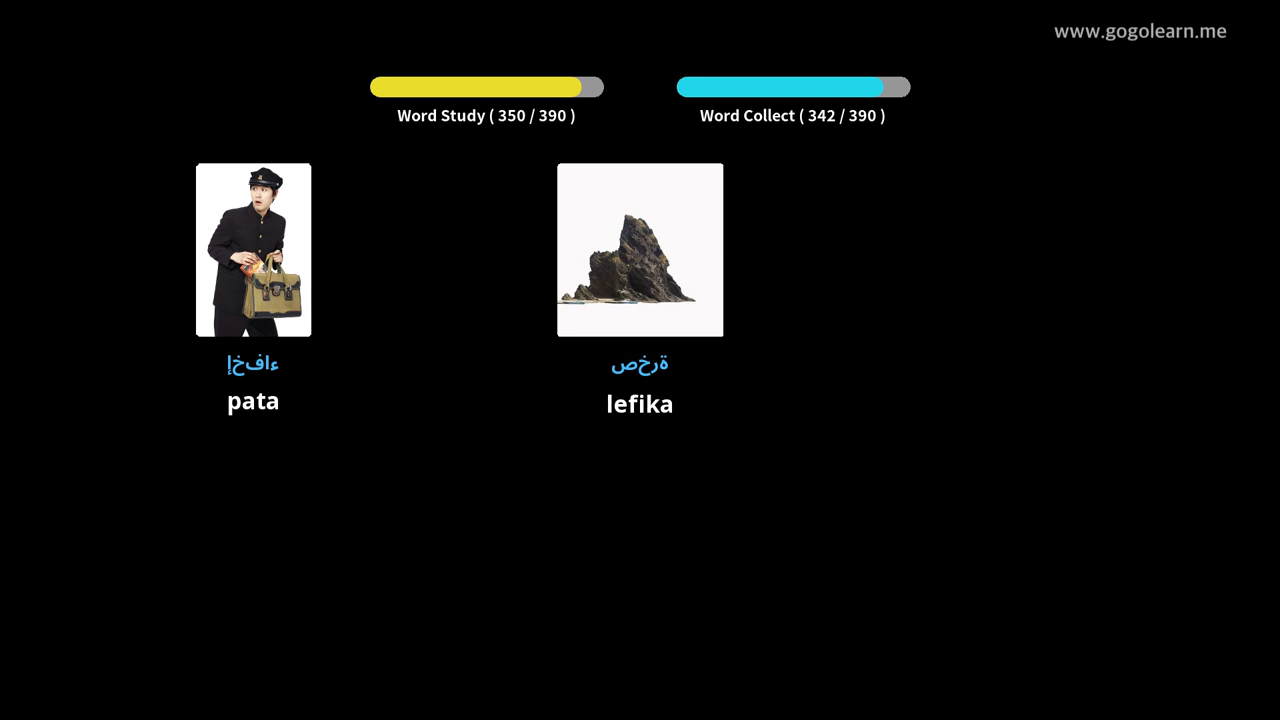 www.gogolearn.me
Word Study ( 350 / 390 )
Word Collect ( 342 / 390 )
ءافخإ
pata
ةرخص
lefika